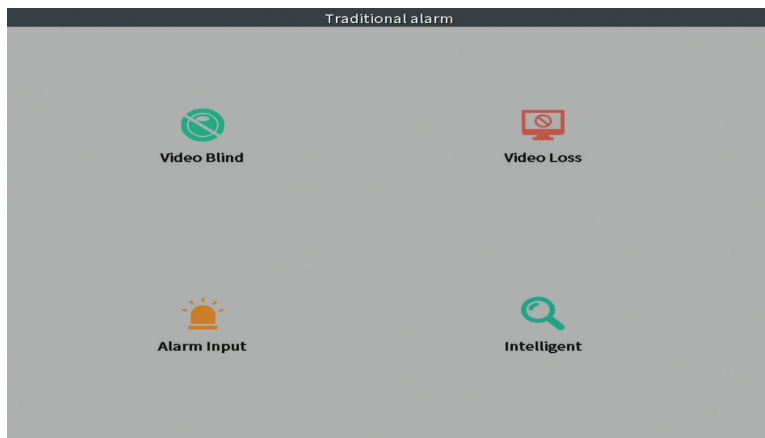 Traditional alarm
Video Blind
Video Loss
Alarm Input
Intelligent